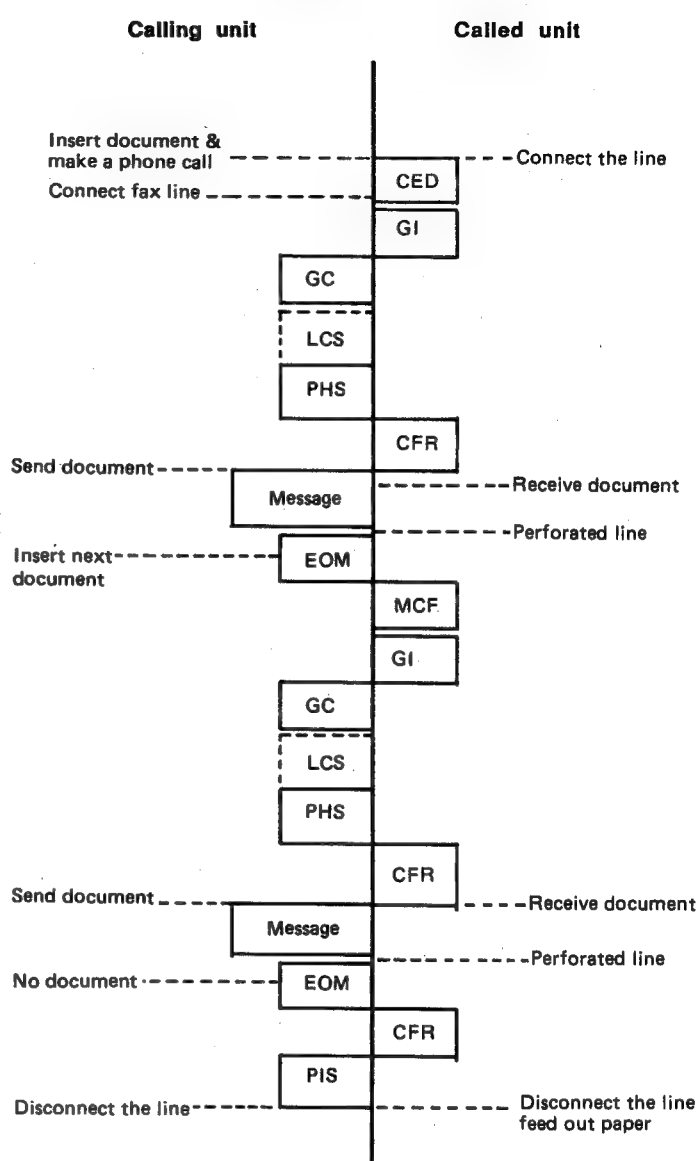 Calling unit
Called unit
Insert document &
make a phone call
Connect the line
CED
Connect fax line
GI
GC
LCS
PHS
CFR
Send document
Message
Receive document
Perforated line
Insert next
document
EOM
MCF
GI
GC
LCS
PHS
CFR
Send document
Receive document
Message
Perforated line
No document
EOM
CFR
PIS
Disconnect the line
Disconnect the line
feed out paper